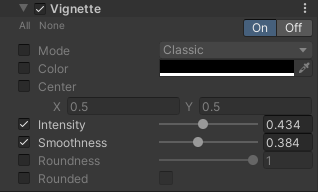 Vignette
All None On Off
Mode Classic
Color
Center
X 0.5 Y 0.5
Intensity 0.434
Smoothness 0.384
Roundness 1
Rounded